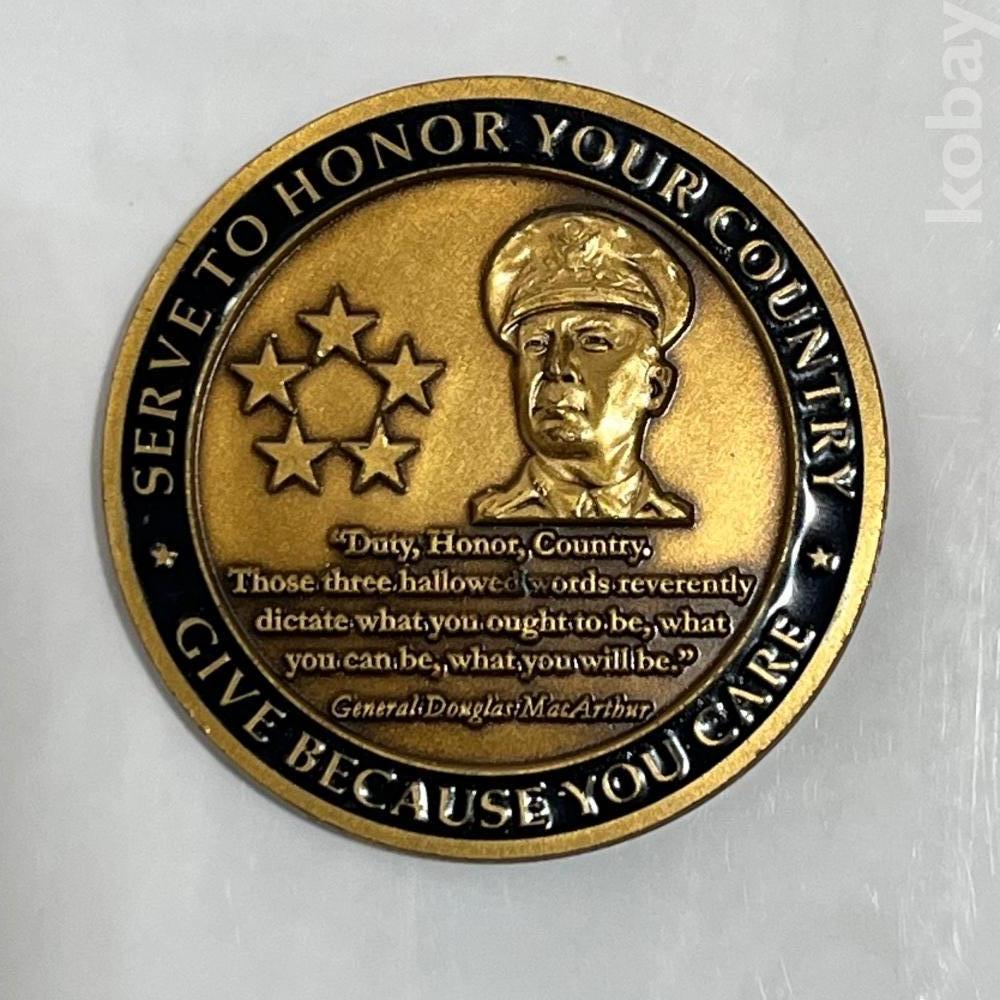 SERVE TO HONOR YOUR COUNTRY
"Duty, Honor, Country.
Those three hallowed words reverently
dictate what you ought to be, what
you can be, what you will be."
General Douglas MacArthur
GIVE BECAUSE YOU CARE
kobay